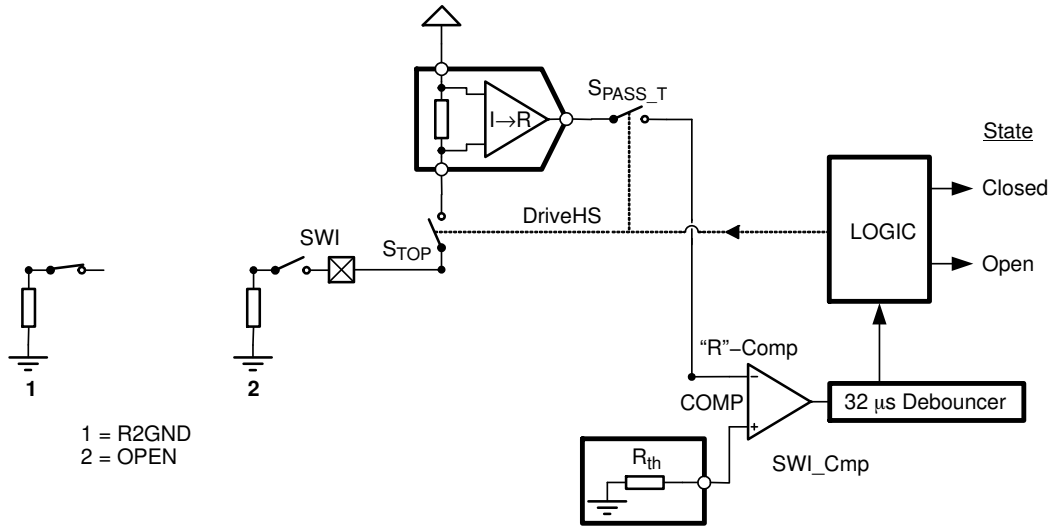 I→R
S_PASS_T
State
DriveHS
LOGIC
Closed
SWI
S_TOP
Open
"R"−Comp
1
2
COMP
−
+
32 μs Debouncer
1 = R2GND
2 = OPEN
R_th
SWI_Cmp